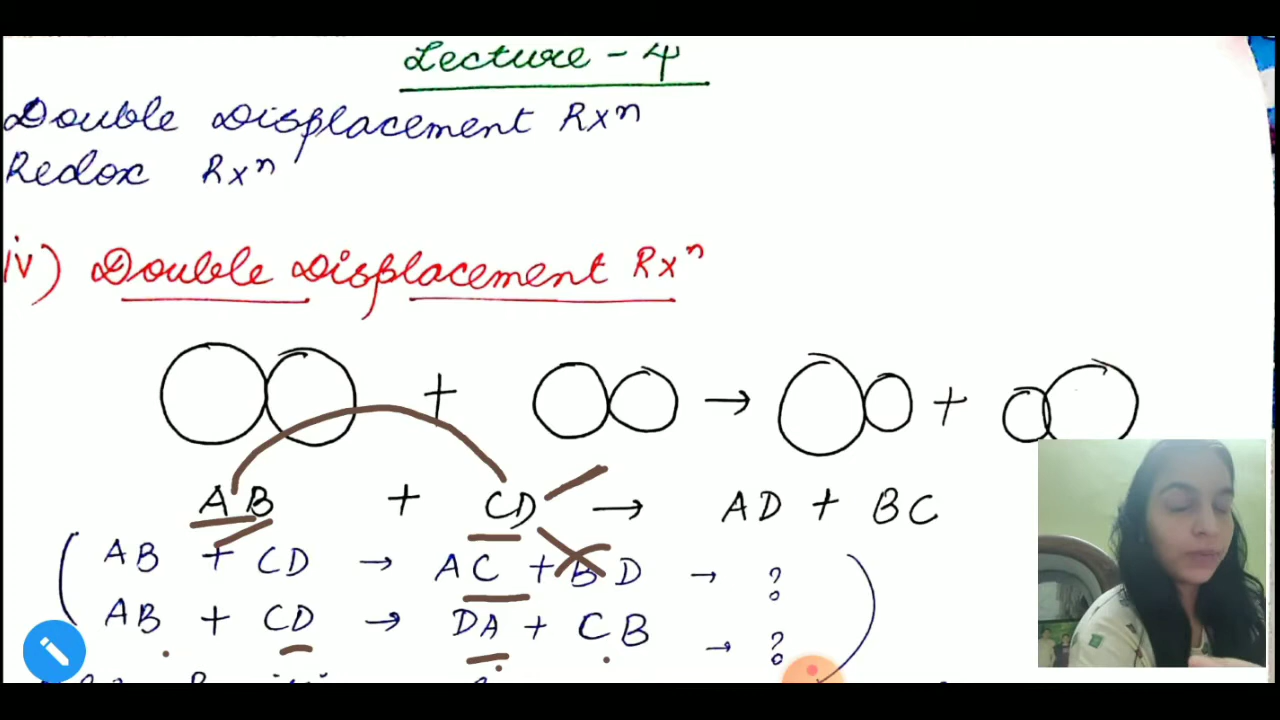 Lecture - 4
Double Displacement Rxⁿ
Redox Rxⁿ
iv) Double Displacement Rxⁿ
+ → +
AB + CD → AD + BC
( AB + CD → AC + BD → ? )
AB + CD → DA + CB → ?